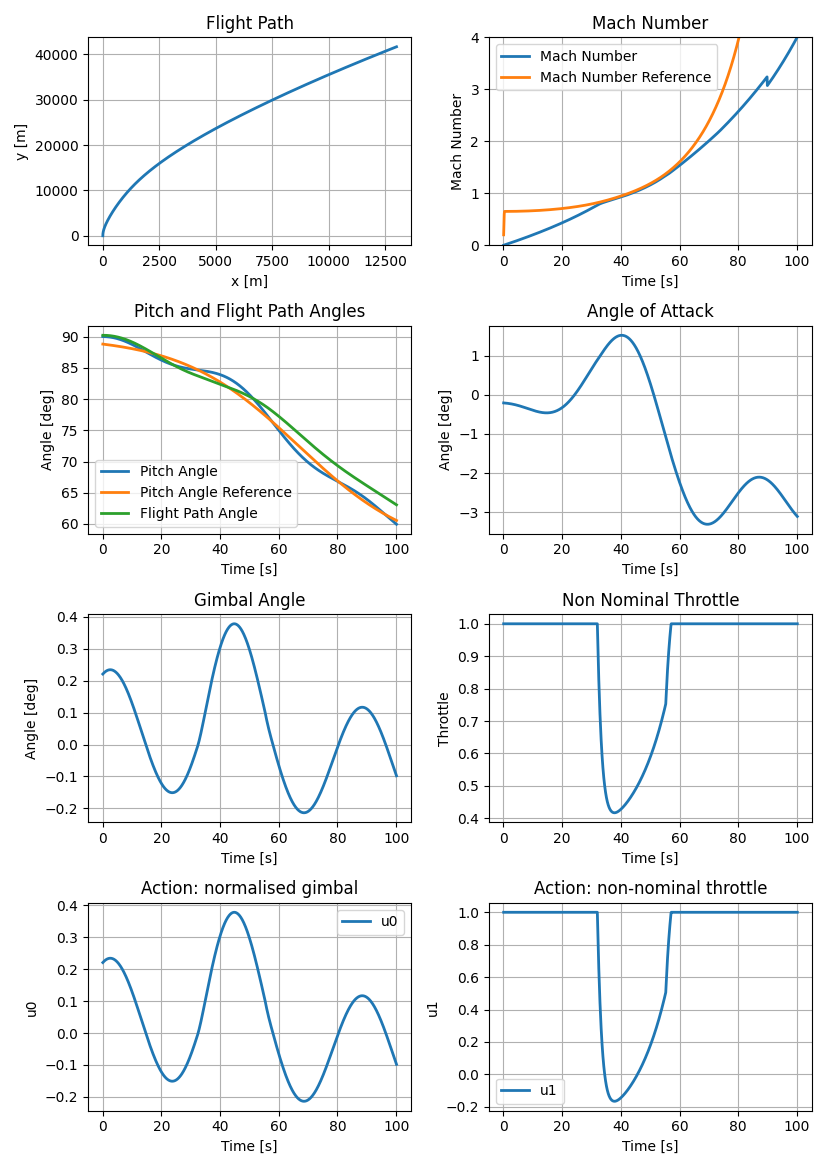 Flight Path
40000
30000
20000
10000
0
y [m]
0 2500 5000 7500 10000 12500
x [m]
Mach Number
4
3
2
1
0
Mach Number
Mach Number
Mach Number Reference
0 20 40 60 80 100
Time [s]
Pitch and Flight Path Angles
90
85
80
75
70
65
60
Angle [deg]
Pitch Angle
Pitch Angle Reference
Flight Path Angle
0 20 40 60 80 100
Time [s]
Angle of Attack
1
0
−1
−2
−3
Angle [deg]
0 20 40 60 80 100
Time [s]
Gimbal Angle
0.4
0.3
0.2
0.1
0.0
−0.1
−0.2
Angle [deg]
0 20 40 60 80 100
Time [s]
Non Nominal Throttle
1.0
0.9
0.8
0.7
0.6
0.5
0.4
Throttle
0 20 40 60 80 100
Time [s]
Action: normalised gimbal
0.4
0.3
0.2
0.1
0.0
−0.1
−0.2
u0
u0
0 20 40 60 80 100
Time [s]
Action: non-nominal throttle
1.0
0.8
0.6
0.4
0.2
0.0
−0.2
u1
u1
0 20 40 60 80 100
Time [s]